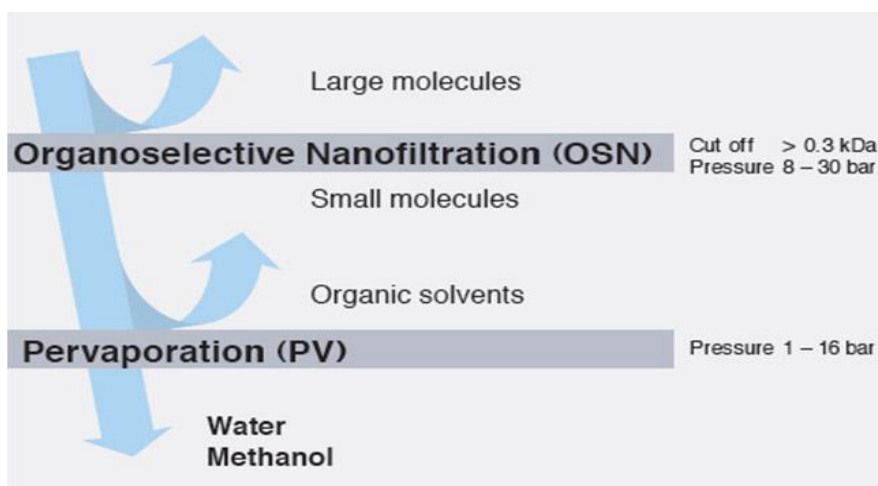 Large molecules
Organoselective Nanofiltration (OSN)
Cut off > 0.3 kDa
Pressure 8 – 30 bar
Small molecules
Organic solvents
Pervaporation (PV)
Pressure 1 – 16 bar
Water
Methanol